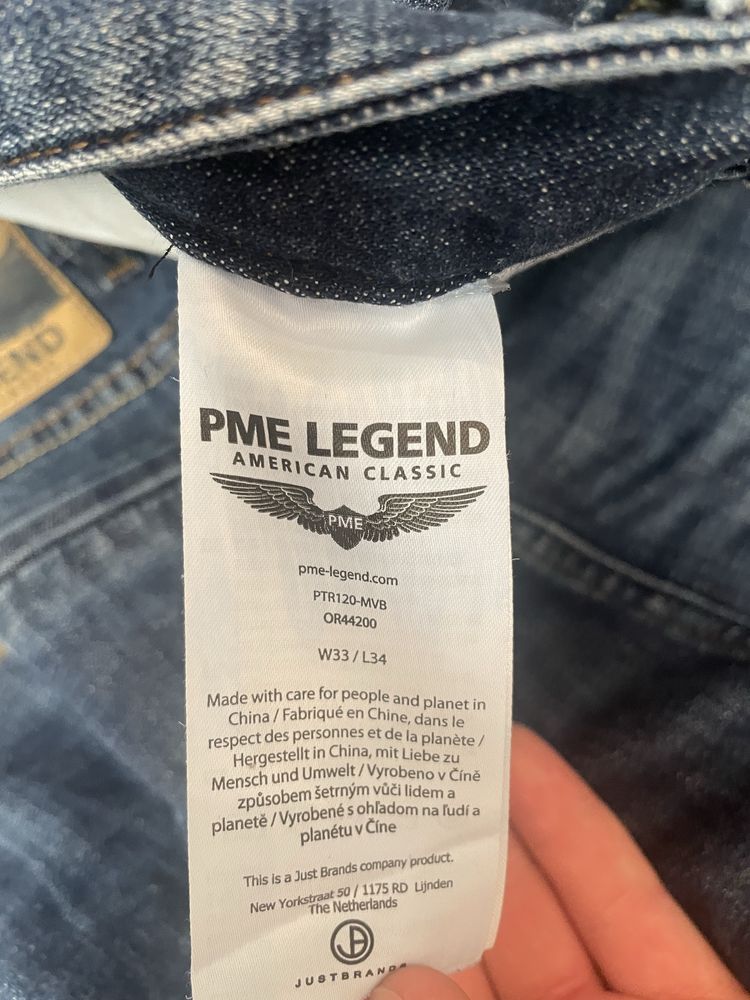 PME LEGEND
AMERICAN CLASSIC
PME
pme-legend.com
PTR120-MVB
OR44200
W33 / L34
Made with care for people and planet in
China / Fabriqué en Chine, dans le
respect des personnes et de la planète /
Hergestellt in China, mit Liebe zu
Mensch und Umwelt / Vyrobeno v Číně
způsobem šetrným vůči lidem a
planetě / Vyrobené s ohľadom na ľudí a
planétu v Číne
This is a Just Brands company product.
New Yorkstraat 50 / 1175 RD Lijnden
The Netherlands
JUSTBRANDS